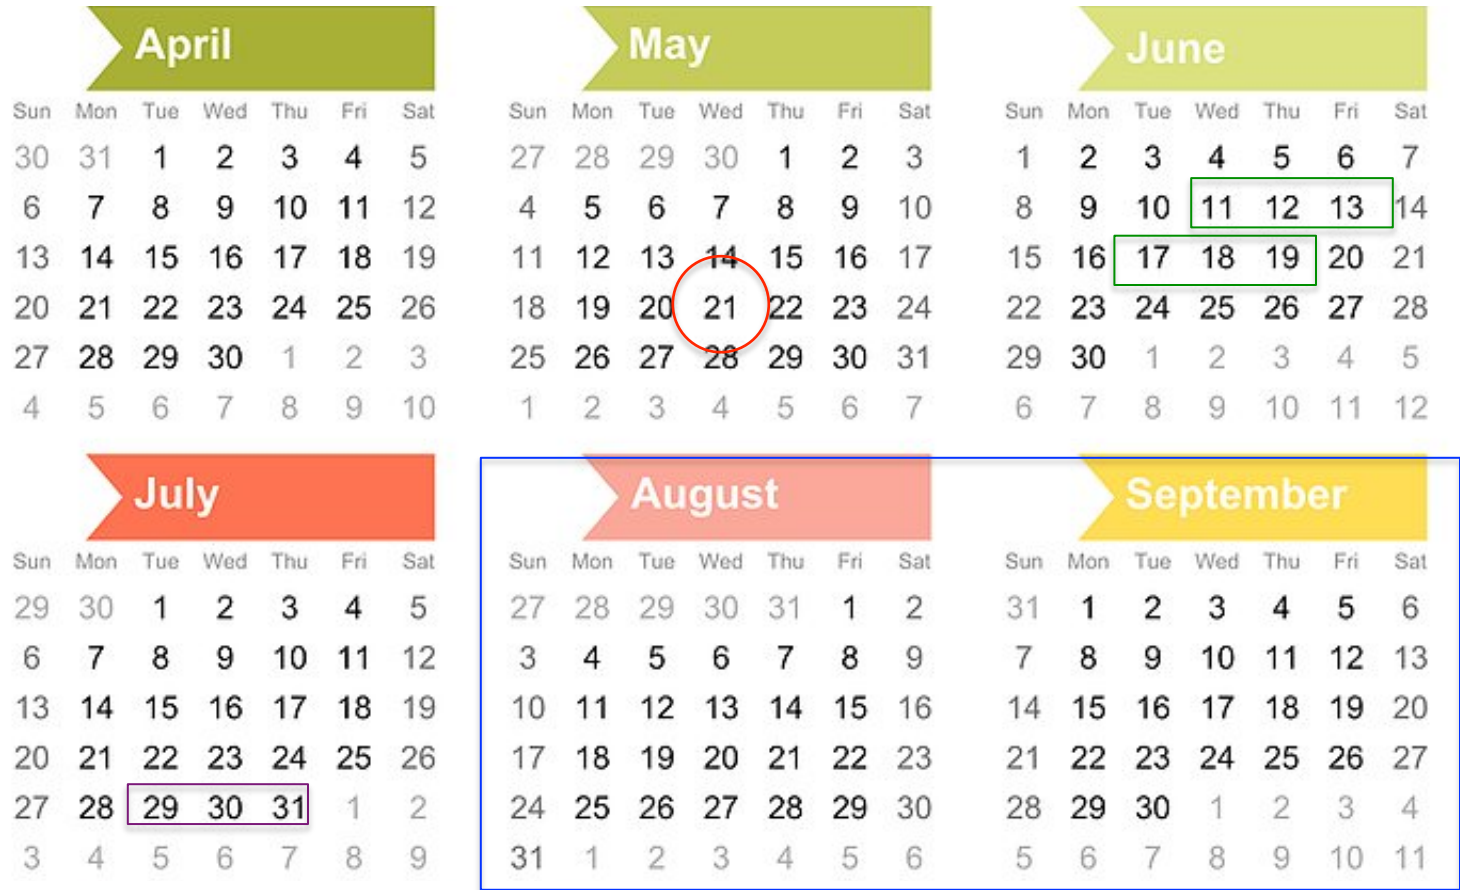 April May June
Sun Mon Tue Wed Thu Fri Sat Sun Mon Tue Wed Thu Fri Sat Sun Mon Tue Wed Thu Fri Sat
30 31 1 2 3 4 5 27 28 29 30 1 2 3 1 2 3 4 5 6 7
6 7 8 9 10 11 12 4 5 6 7 8 9 10 8 9 10 11 12 13 14
13 14 15 16 17 18 19 11 12 13 14 15 16 17 15 16 17 18 19 20 21
20 21 22 23 24 25 26 18 19 20 21 22 23 24 22 23 24 25 26 27 28
27 28 29 30 1 2 3 25 26 27 28 29 30 31 29 30 1 2 3 4 5
4 5 6 7 8 9 10 1 2 3 4 5 6 7 6 7 8 9 10 11 12
July August September
Sun Mon Tue Wed Thu Fri Sat Sun Mon Tue Wed Thu Fri Sat Sun Mon Tue Wed Thu Fri Sat
29 30 1 2 3 4 5 27 28 29 30 31 1 2 31 1 2 3 4 5 6
6 7 8 9 10 11 12 3 4 5 6 7 8 9 7 8 9 10 11 12 13
13 14 15 16 17 18 19 10 11 12 13 14 15 16 14 15 16 17 18 19 20
20 21 22 23 24 25 26 17 18 19 20 21 22 23 21 22 23 24 25 26 27
27 28 29 30 31 1 2 24 25 26 27 28 29 30 28 29 30 1 2 3 4
3 4 5 6 7 8 9 31 1 2 3 4 5 6 5 6 7 8 9 10 11